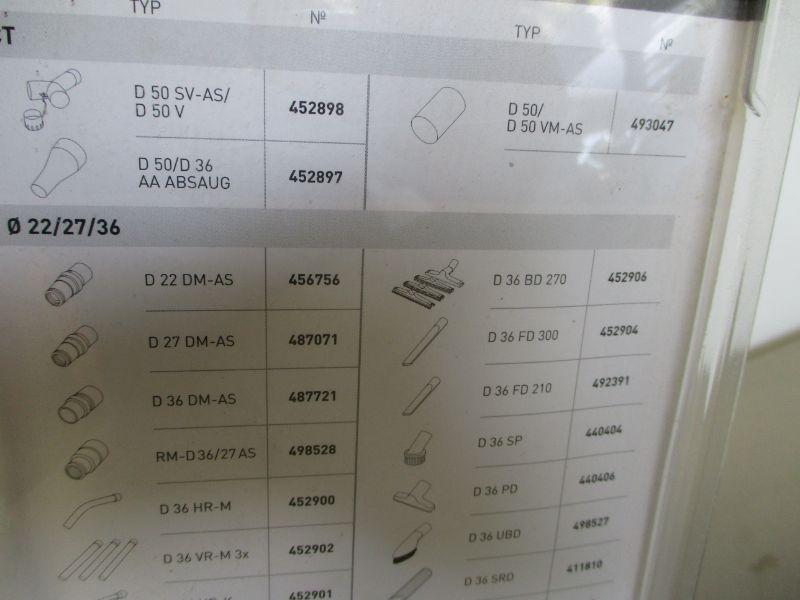 TYP
Nº
TYP
Nº
CT
D 50 SV-AS/
D 50 V
452898
D 50/
D 50 VM-AS
493047
D 50/D 36
AA ABSAUG
452897
Ø 22/27/36
D 22 DM-AS
456756
D 36 BD 270
452906
D 27 DM-AS
487071
D 36 FD 300
452904
D 36 DM-AS
487721
D 36 FD 210
492391
RM-D 36/27 AS
498528
D 36 SP
440404
D 36 HR-M
452900
D 36 PD
440406
D 36 VR-M 3x
452902
D 36 UBD
498527
452901
D 36 SRD
411810